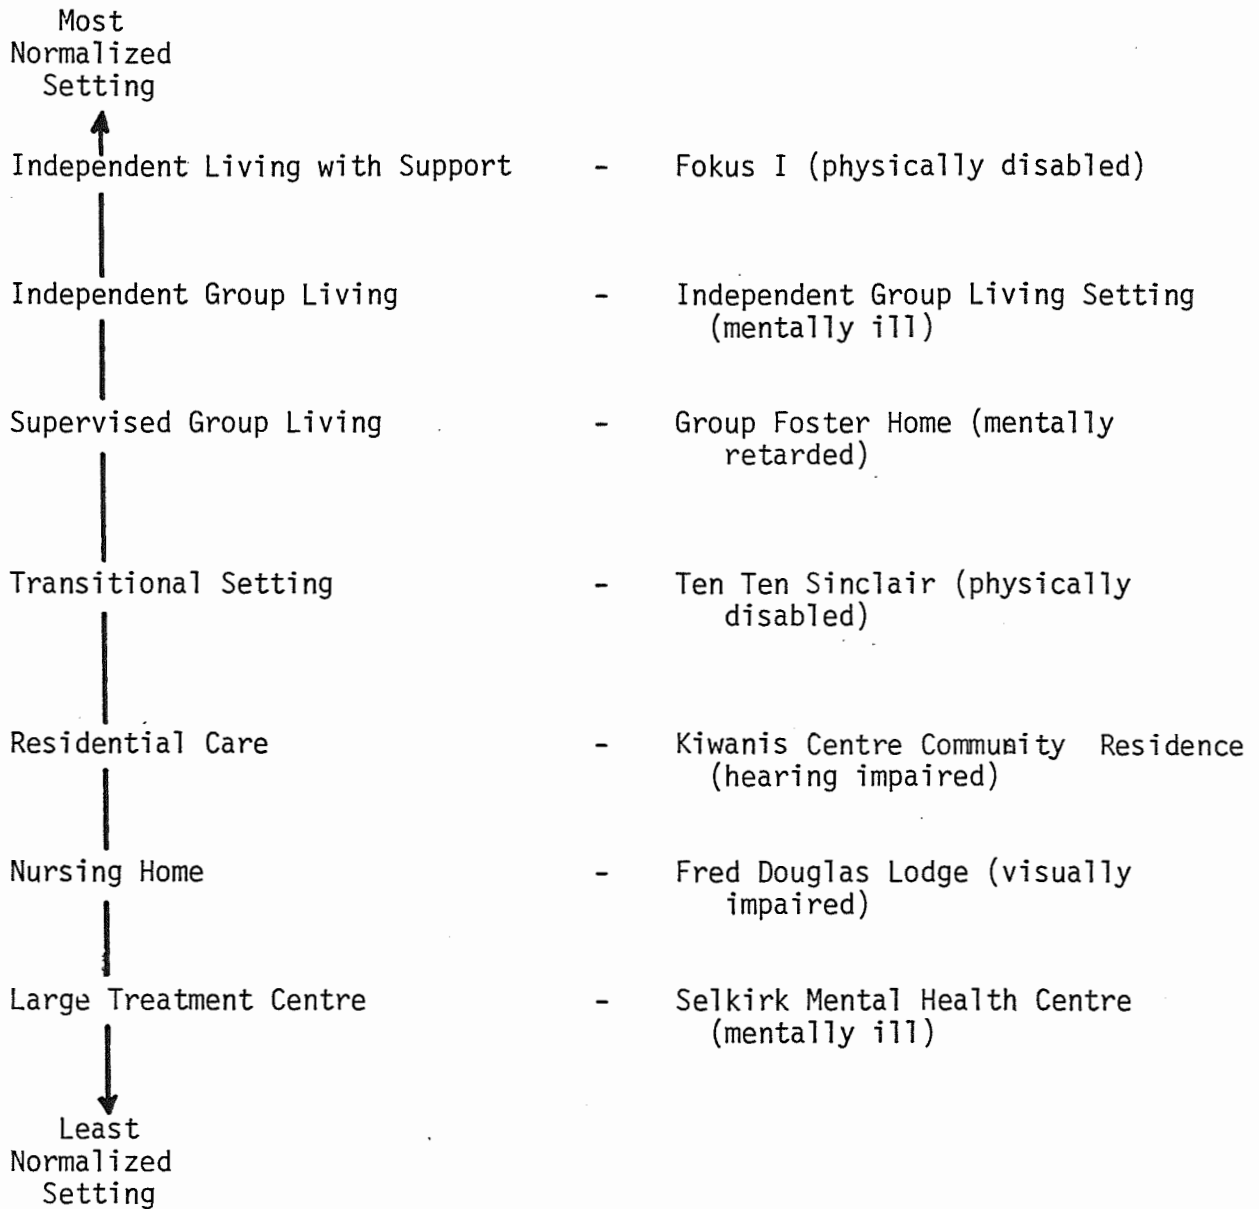 Most
Normalized
Setting
Independent Living with Support - Fokus I (physically disabled)
Independent Group Living - Independent Group Living Setting
(mentally ill)
Supervised Group Living - Group Foster Home (mentally
retarded)
Transitional Setting - Ten Ten Sinclair (physically
disabled)
Residential Care - Kiwanis Centre Community Residence
(hearing impaired)
Nursing Home - Fred Douglas Lodge (visually
impaired)
Large Treatment Centre - Selkirk Mental Health Centre
(mentally ill)
Least
Normalized
Setting